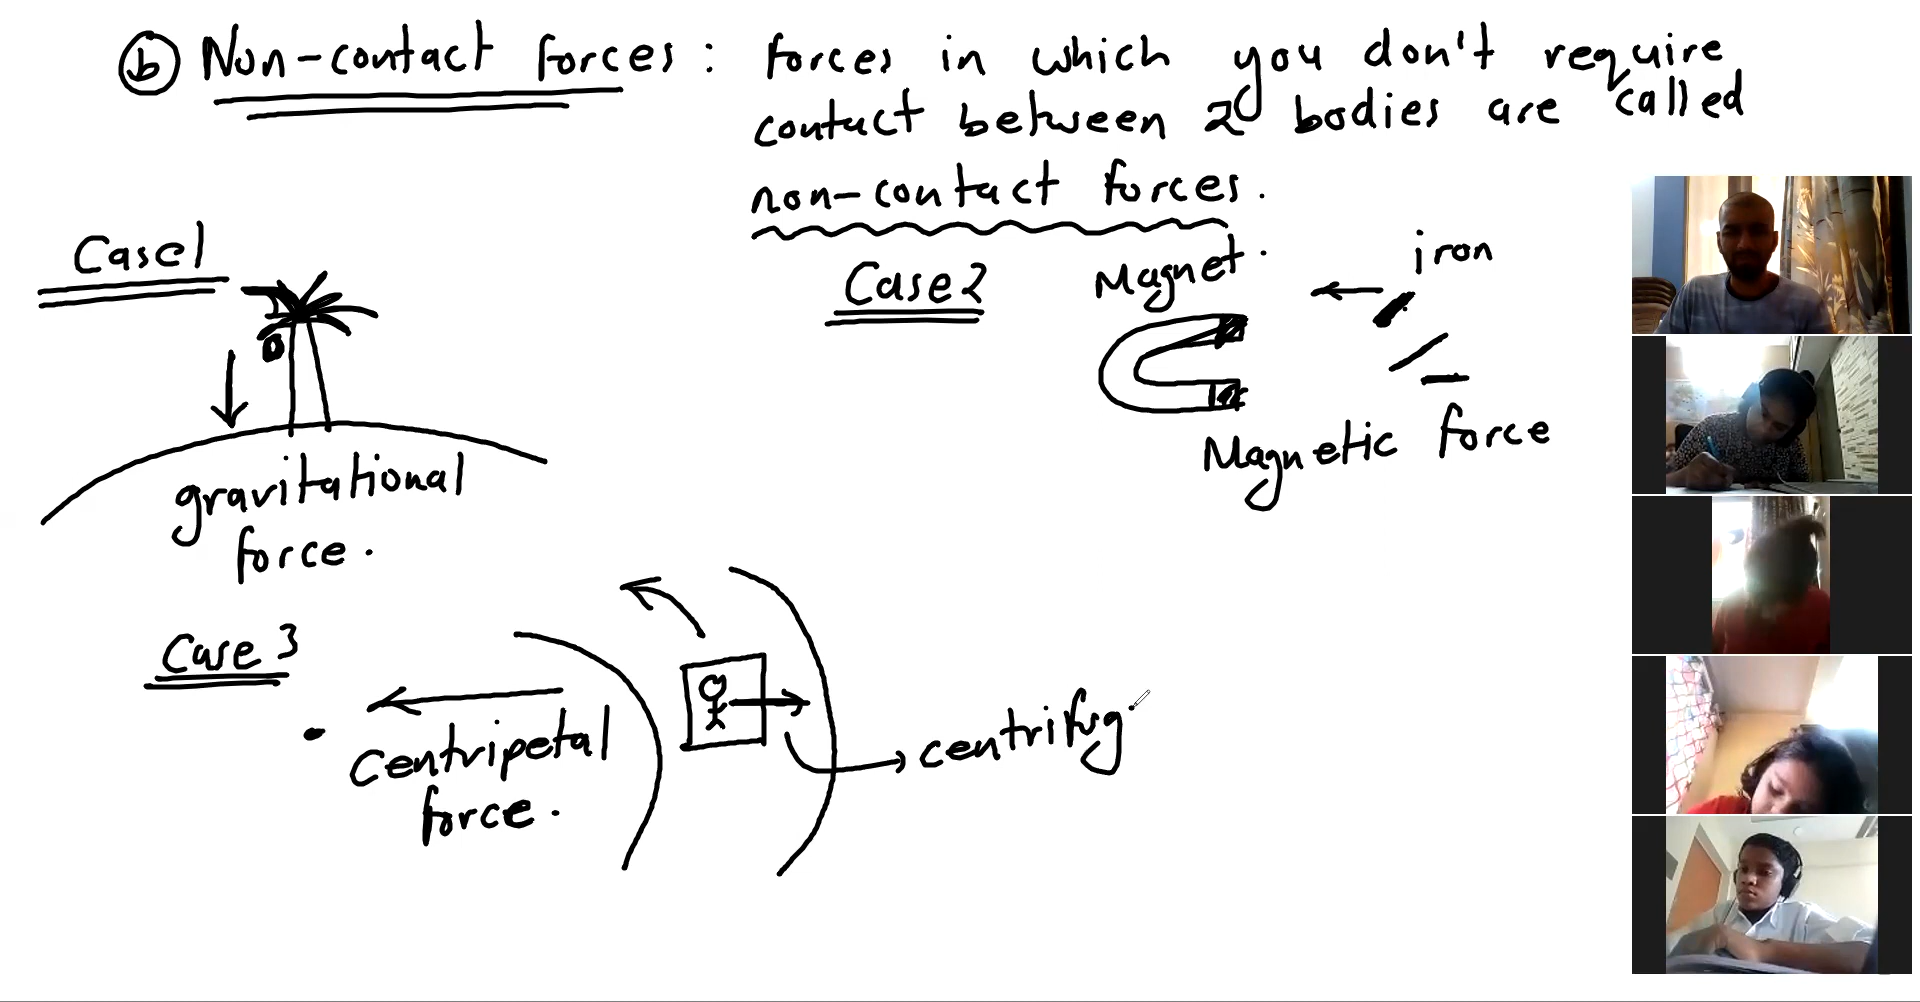 b Non-contact forces: forces in which you don't require
contact between 2 bodies are called
non-contact forces.
Case 1
Case 2
Magnet.
iron
Magnetic force
gravitational
force.
Case 3
centripetal
force.
centrifug